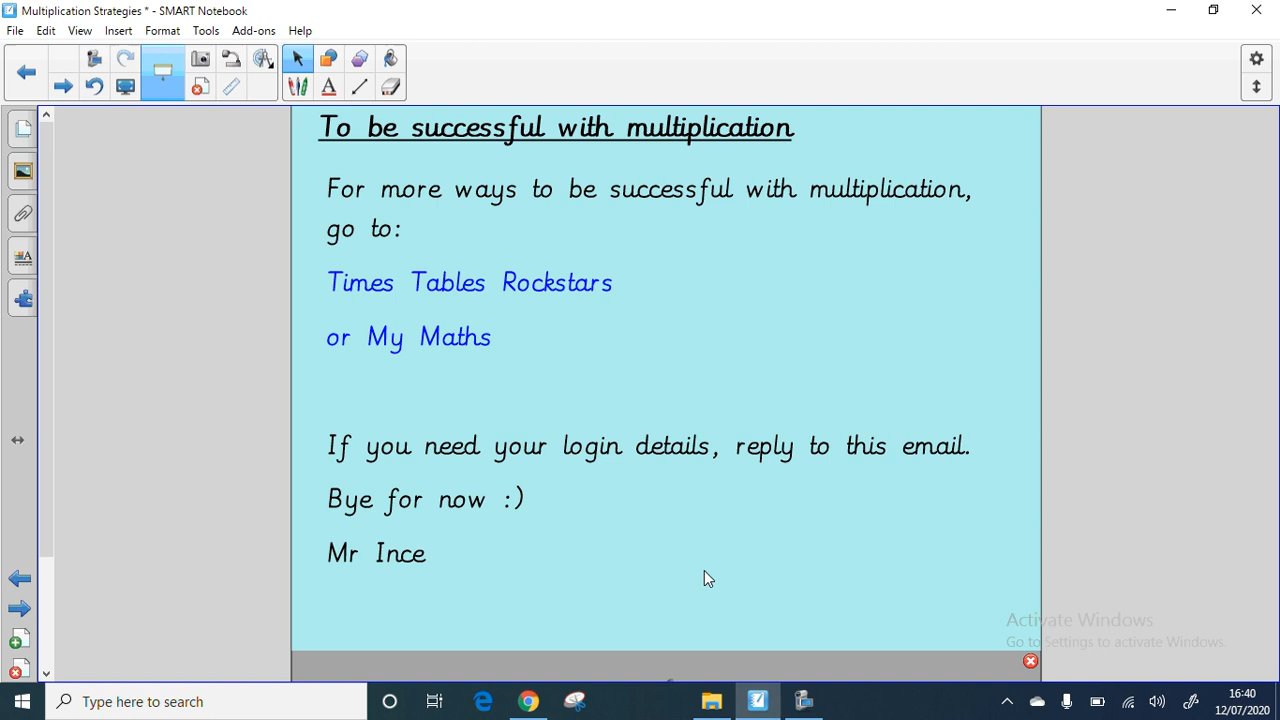 Multiplication Strategies * - SMART Notebook
File Edit View Insert Format Tools Add-ons Help
To be successful with multiplication
For more ways to be successful with multiplication,
go to:
Times Tables Rockstars
or My Maths
If you need your login details, reply to this email.
Bye for now :)
Mr Ince
Activate Windows
Go to Settings to activate Windows.
Type here to search
16:40
12/07/2020